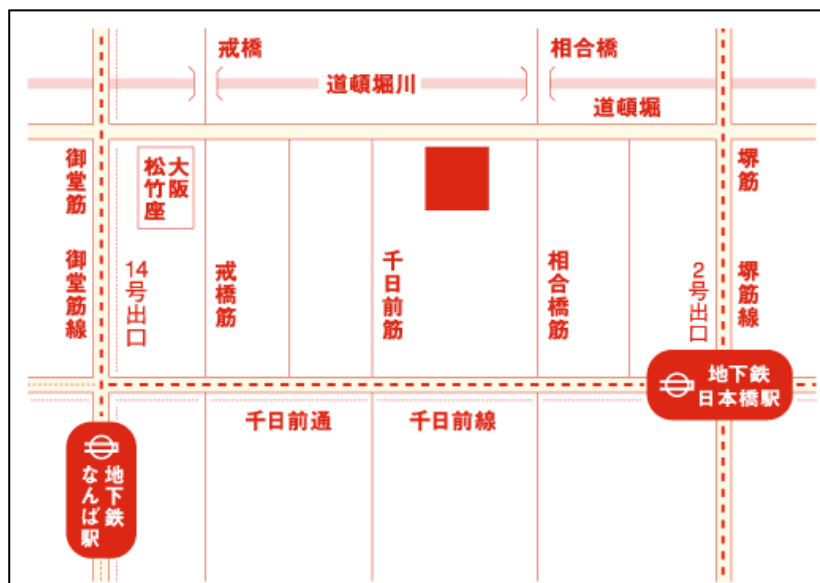 戒橋
相合橋
道頓堀川
道頓堀
御堂筋
大阪
松竹座
堺筋
御堂筋線
14号出口
戒橋筋
千日前筋
相合橋筋
2号出口
堺筋線
地下鉄
日本橋駅
千日前通
千日前線
地下鉄
なんば駅